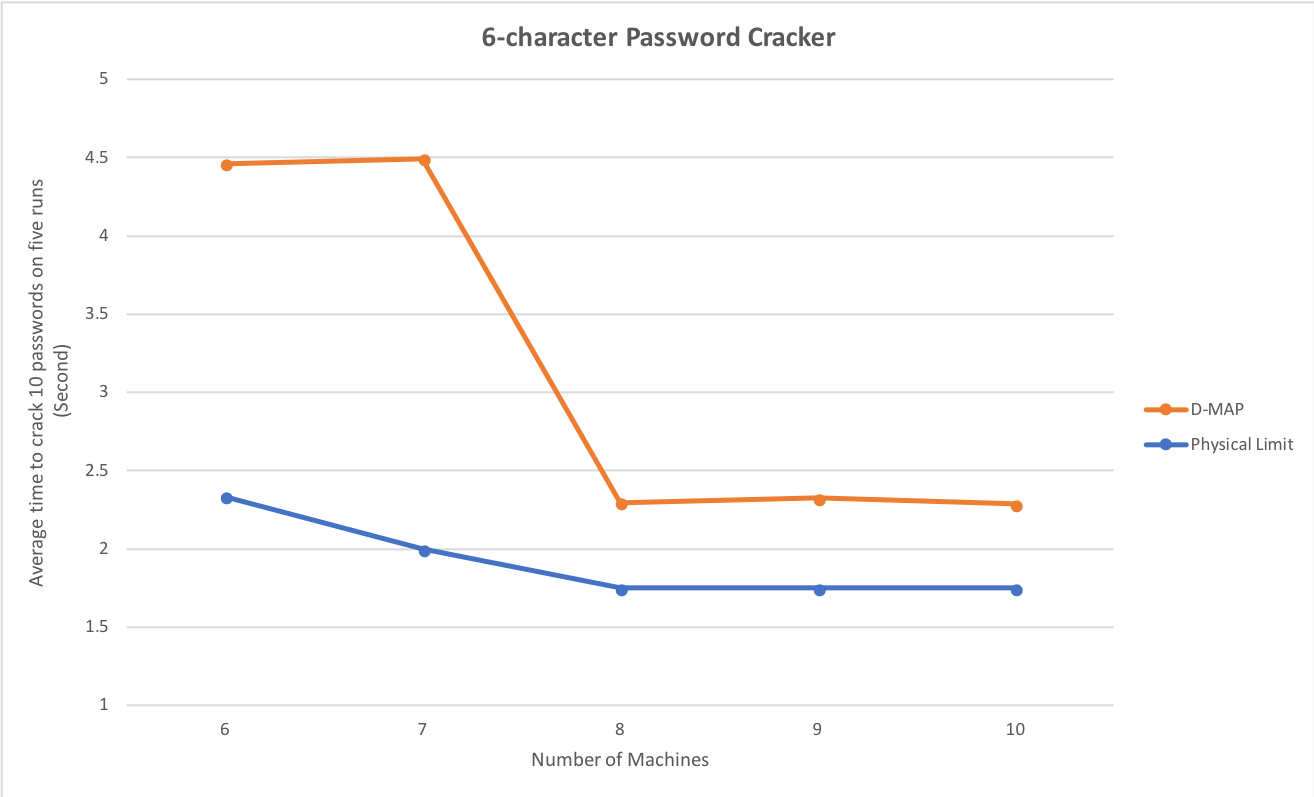 6-character Password Cracker
Average time to crack 10 passwords on five runs
(Second)
5
4.5
4
3.5
3
2.5
2
1.5
1
6 7 8 9 10
Number of Machines
D-MAP
Physical Limit